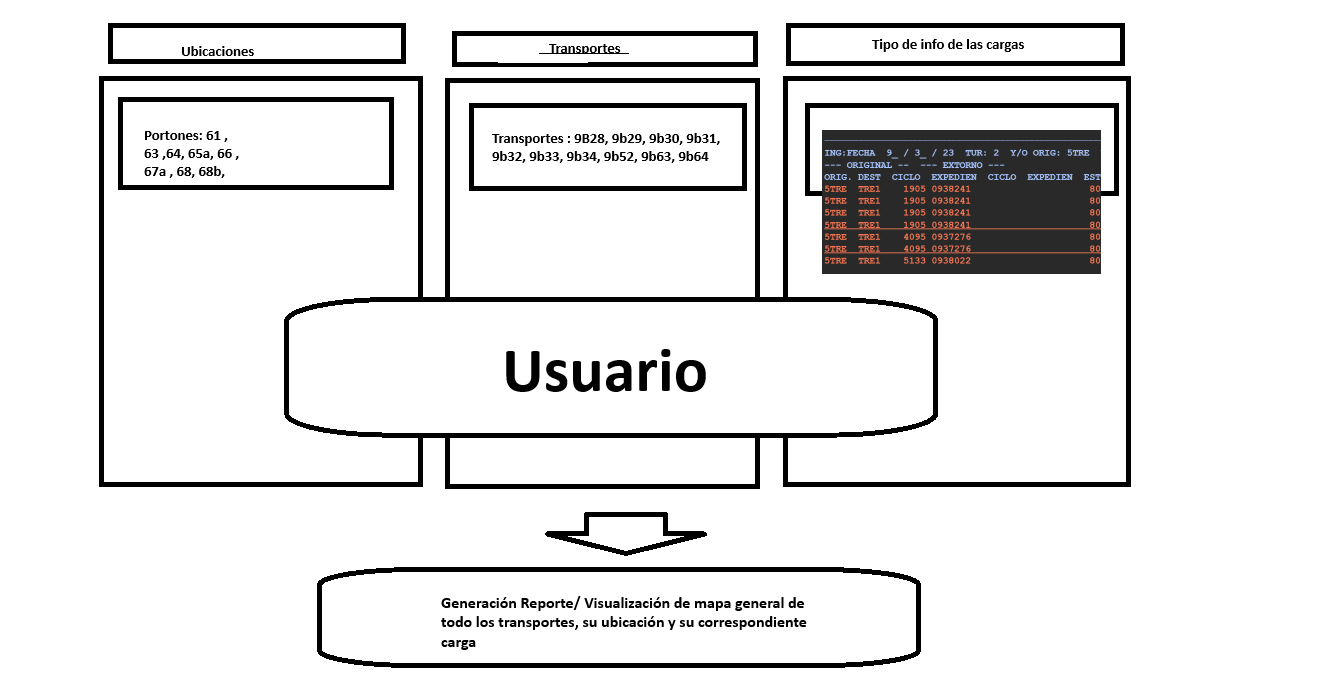 Ubicaciones
Transportes
Tipo de info de las cargas
Portones: 61 ,
63 ,64, 65a, 66 ,
67a , 68, 68b,
Transportes : 9B28, 9b29, 9b30, 9b31,
9b32, 9b33, 9b34, 9b52, 9b63, 9b64
ING:FECHA 9_ / 3_ / 23 TUR: 2 Y/O ORIG: 5TRE
--- ORIGINAL -- --- EXTORNO ---
ORIG. DEST CICLO EXPEDIEN CICLO EXPEDIEN EST
5TRE TRE1 1905 0938241 80
5TRE TRE1 1905 0938241 80
5TRE TRE1 1905 0938241 80
5TRE TRE1 1905 0938241 80
5TRE TRE1 4095 0937276 80
5TRE TRE1 4095 0937276 80
5TRE TRE1 5133 0938022 80
Usuario
Generación Reporte/ Visualización de mapa general de
todo los transportes, su ubicación y su correspondiente
carga